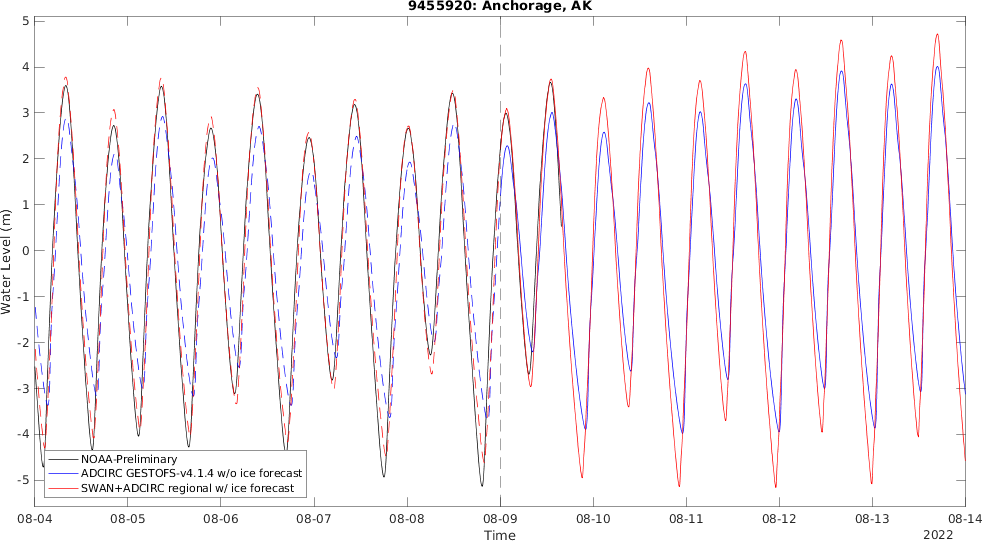 9455920: Anchorage, AK
5
4
3
2
1
0
-1
-2
-3
-4
-5
Water Level (m)
NOAA-Preliminary
ADCIRC GESTOFS-v4.1.4 w/o ice forecast
SWAN+ADCIRC regional w/ ice forecast
08-04 08-05 08-06 08-07 08-08 08-09 08-10 08-11 08-12 08-13 08-14
Time
2022